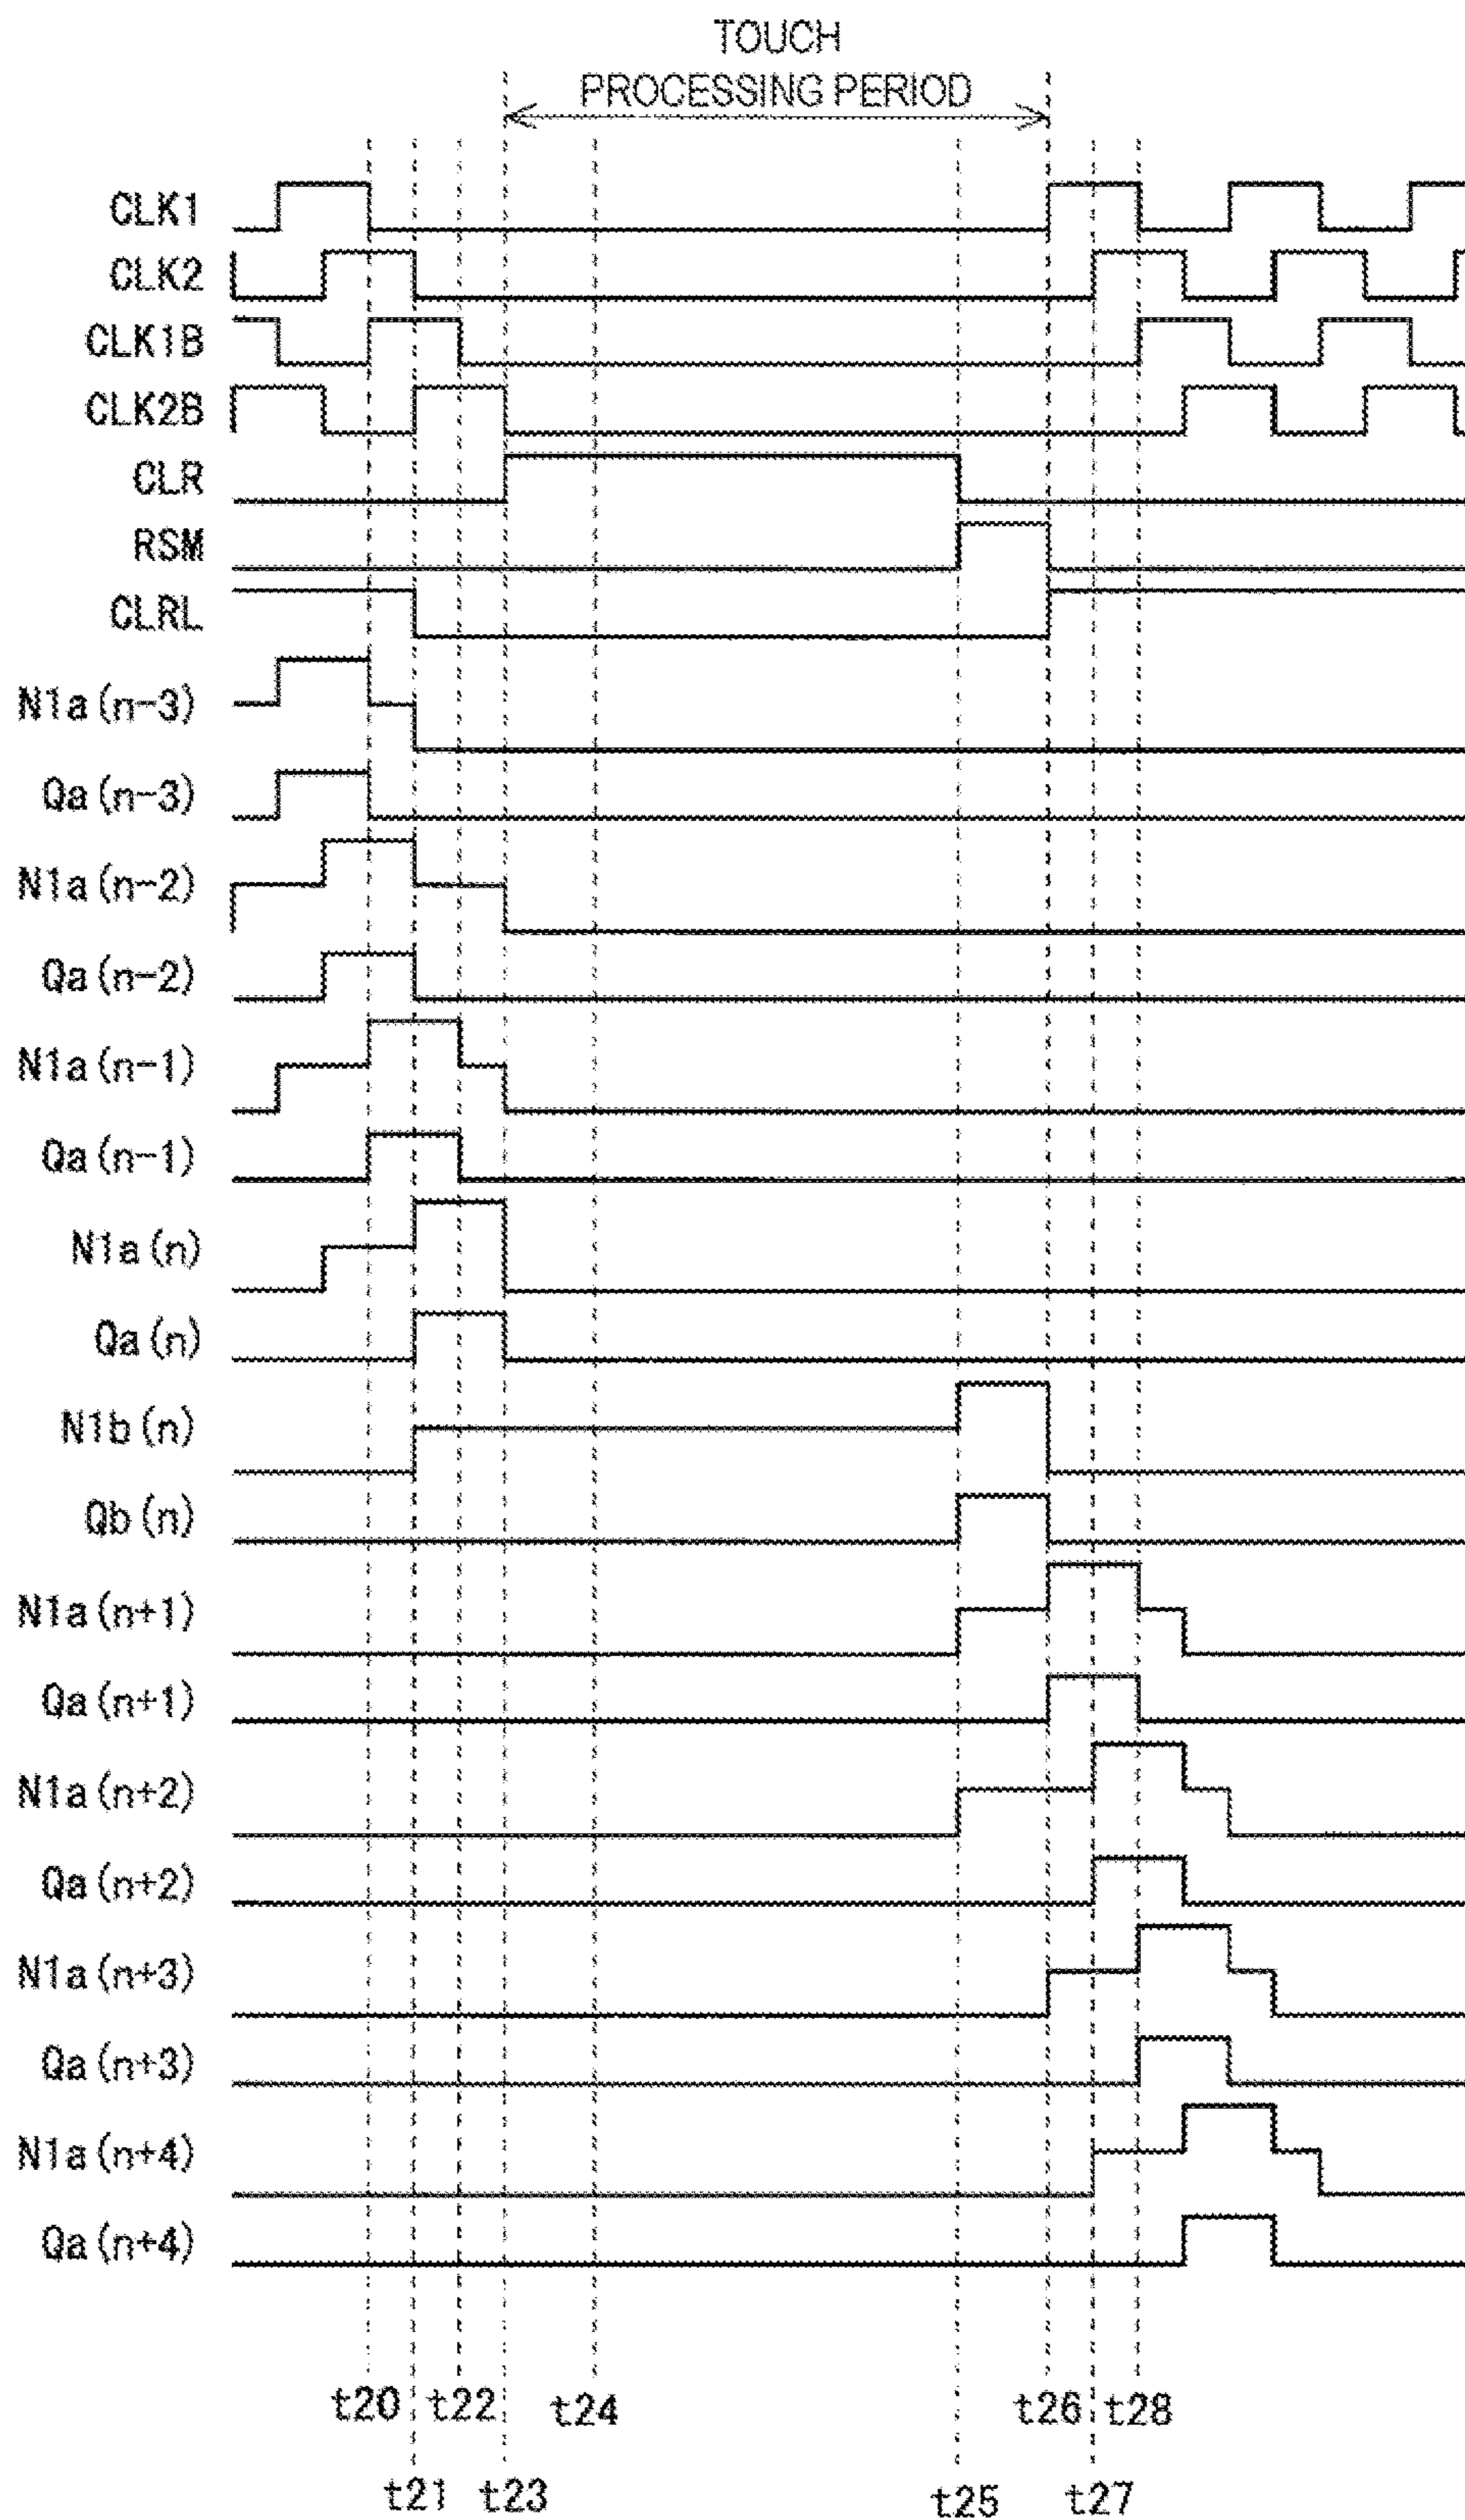 TOUCH
PROCESSING PERIOD
CLK1
CLK2
CLK1B
CLK2B
CLR
RSM
CLRL
N1a(n-3)
Qa(n-3)
N1a(n-2)
Qa(n-2)
N1a(n-1)
Qa(n-1)
N1a(n)
Qa(n)
N1b(n)
Qb(n)
N1a(n+1)
Qa(n+1)
N1a(n+2)
Qa(n+2)
N1a(n+3)
Qa(n+3)
N1a(n+4)
Qa(n+4)
t20 t22 t24 t26 t28
t21 t23 t25 t27